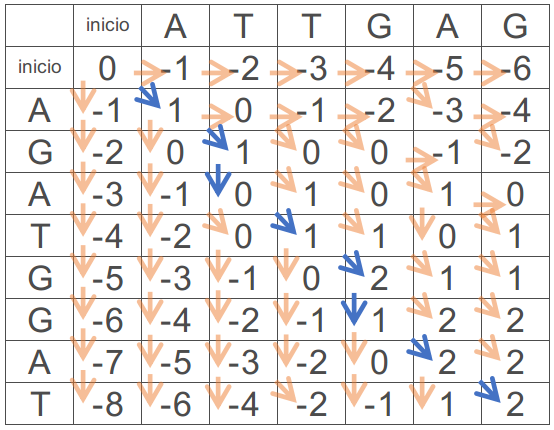 inicio A T T G A G
inicio 0 -1 -2 -3 -4 -5 -6
A -1 1 0 -1 -2 -3 -4
G -2 0 1 0 0 -1 -2
A -3 -1 0 1 0 1 0
T -4 -2 0 1 1 0 1
G -5 -3 -1 0 2 1 1
G -6 -4 -2 -1 1 2 2
A -7 -5 -3 -2 0 2 2
T -8 -6 -4 -2 -1 1 2